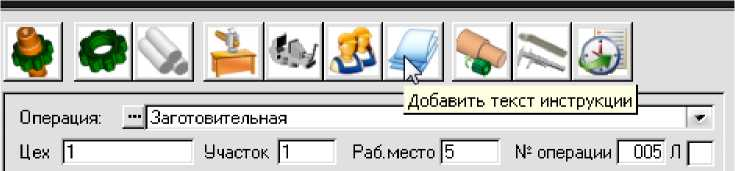 Добавить текст инструкции
Операция: ... Заготовительная
Цех 1 Участок 1 Раб.место 5 № операции 005 Л